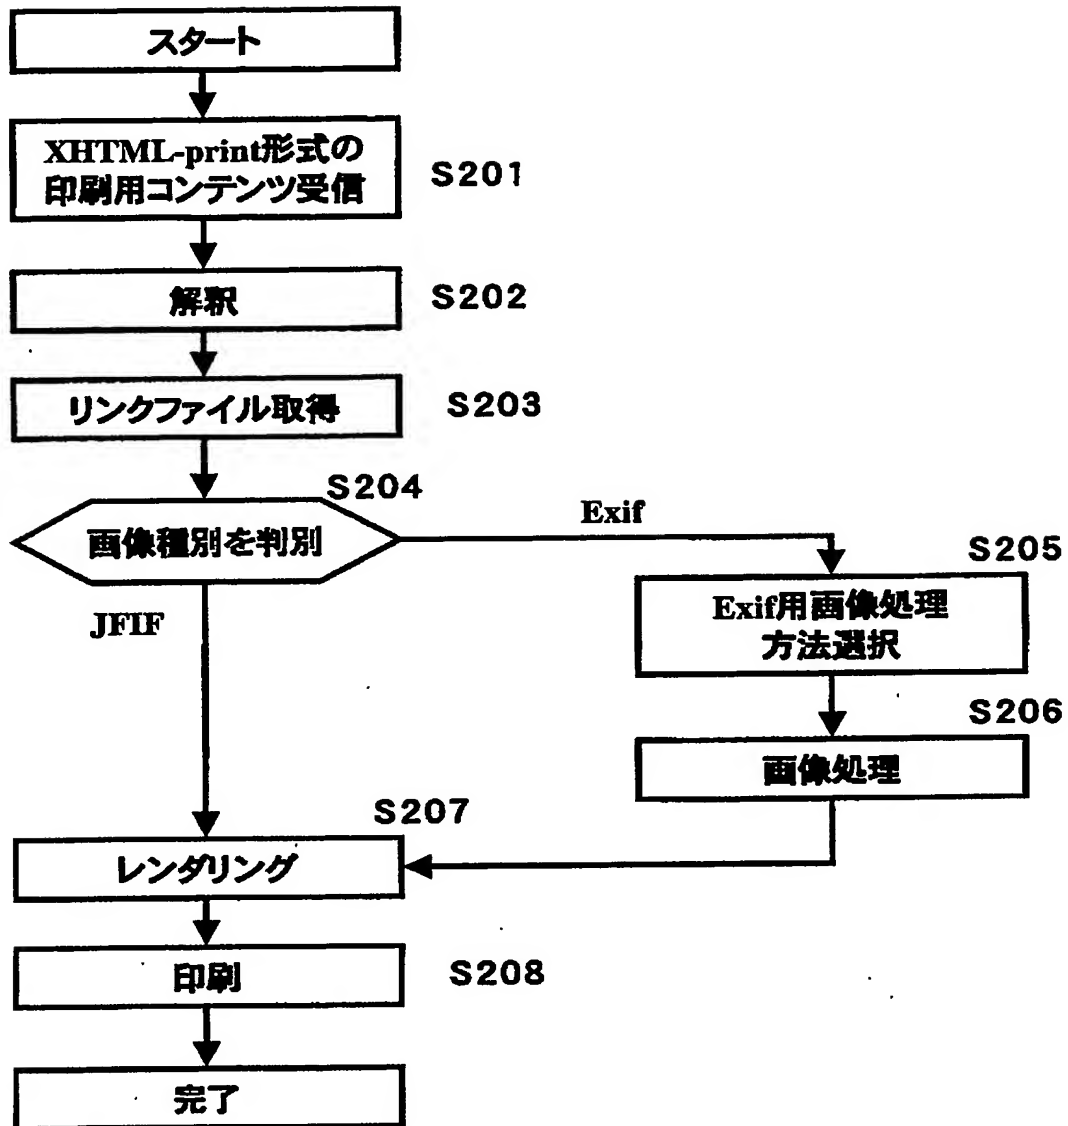 スタート
XHTML-print形式の
印刷用コンテンツ受信
S201
解釈
S202
リンクファイル取得
S203
S204
画像種別を判別
Exif
JFIF
S205
Exif用画像処理
方法選択
S206
画像処理
S207
レンダリング
印刷
S208
完了